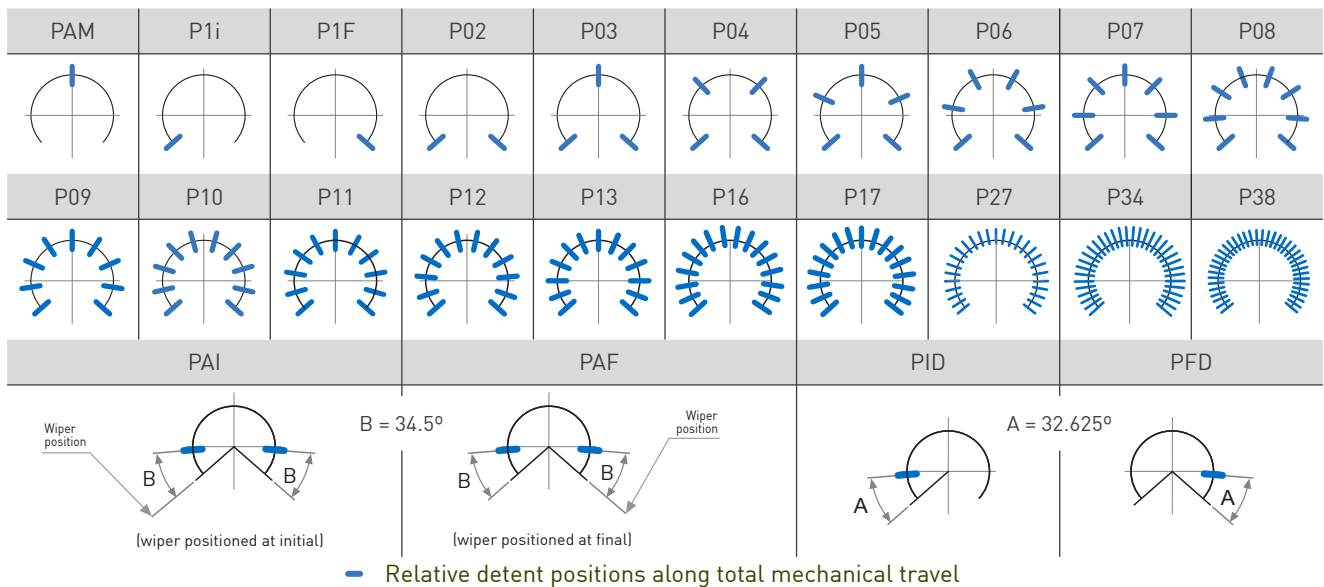 PAM P1i P1F P02 P03 P04 P05 P06 P07 P08
P09 P10 P11 P12 P13 P16 P17 P27 P34 P38
PAI PAF PID PFD
Wiper
position
B = 34.5º
Wiper
position
A = 32.625º
B B B B A A
(wiper positioned at initial) (wiper positioned at final)
Relative detent positions along total mechanical travel